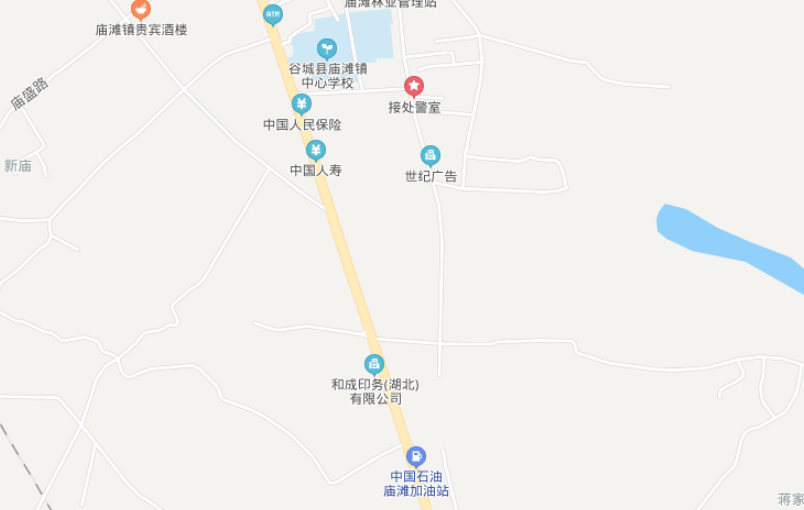 庙滩林业管理站
ATM
庙滩镇贵宾酒楼
谷城县庙滩镇
中心学校
庙盛路
接处警室
中国人民保险
新庙
中国人寿
世纪广告
和成印务(湖北)
有限公司
中国石油
庙滩加油站
蒋家